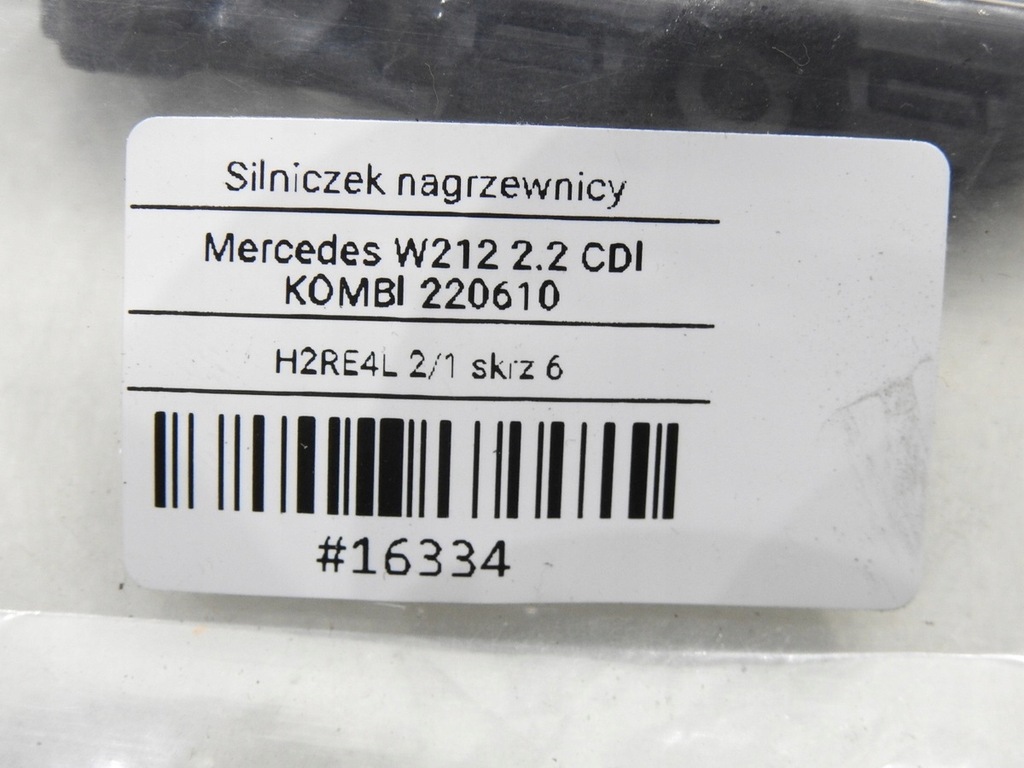 Silniczek nagrzewnicy
Mercedes W212 2.2 CDI
KOMBI 220610
H2RE4L 2/1 skrz 6
#16334